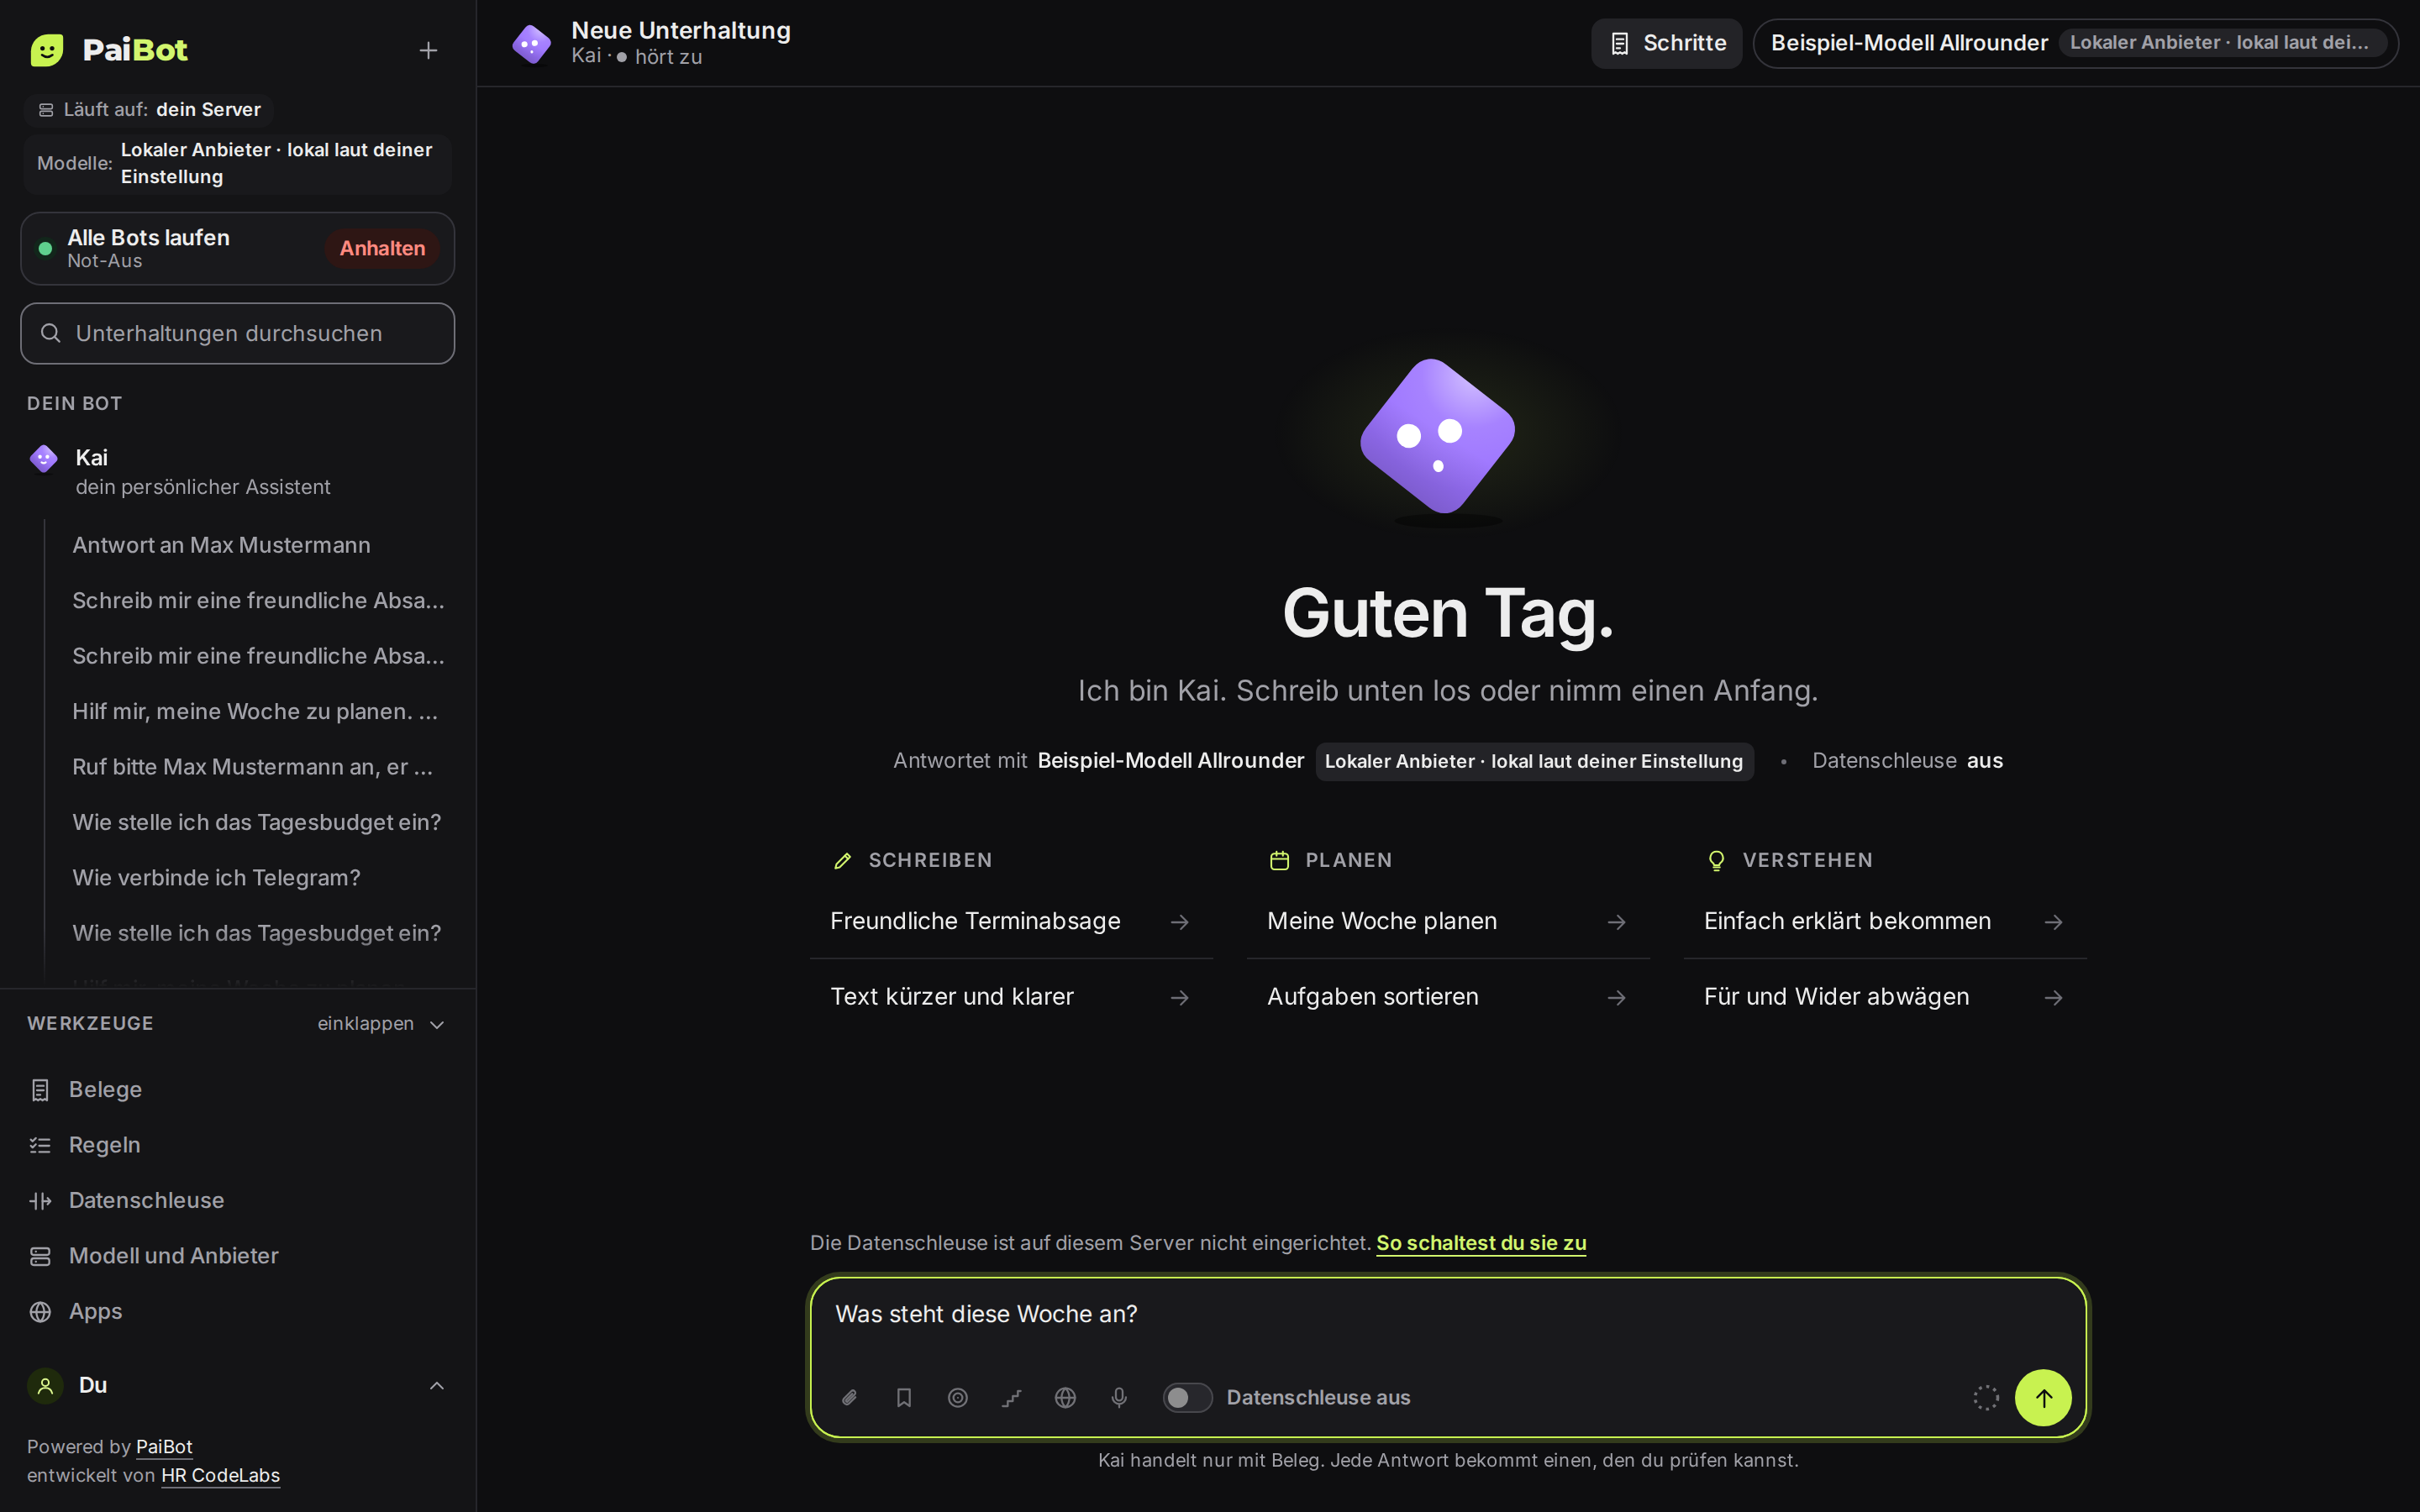 PaiBot
Läuft auf: dein Server
Modelle: Lokaler Anbieter · lokal laut deiner
Einstellung
Alle Bots laufen
Not-Aus
Anhalten
Unterhaltungen durchsuchen
DEIN BOT
Kai
dein persönlicher Assistent
Antwort an Max Mustermann
Schreib mir eine freundliche Absa...
Schreib mir eine freundliche Absa...
Hilf mir, meine Woche zu planen. ...
Ruf bitte Max Mustermann an, er ...
Wie stelle ich das Tagesbudget ein?
Wie verbinde ich Telegram?
Wie stelle ich das Tagesbudget ein?
WERKZEUGE einklappen
Belege
Regeln
Datenschleuse
Modell und Anbieter
Apps
Du
Powered by PaiBot
entwickelt von HR CodeLabs
Neue Unterhaltung
Kai · hört zu
Schritte
Beispiel-Modell Allrounder Lokaler Anbieter · lokal laut dei...
Guten Tag.
Ich bin Kai. Schreib unten los oder nimm einen Anfang.
Antwortet mit Beispiel-Modell Allrounder Lokaler Anbieter · lokal laut deiner Einstellung • Datenschleuse aus
SCHREIBEN
Freundliche Terminabsage
Text kürzer und klarer
PLANEN
Meine Woche planen
Aufgaben sortieren
VERSTEHEN
Einfach erklärt bekommen
Für und Wider abwägen
Die Datenschleuse ist auf diesem Server nicht eingerichtet. So schaltest du sie zu
Was steht diese Woche an?
Datenschleuse aus
Kai handelt nur mit Beleg. Jede Antwort bekommt einen, den du prüfen kannst.